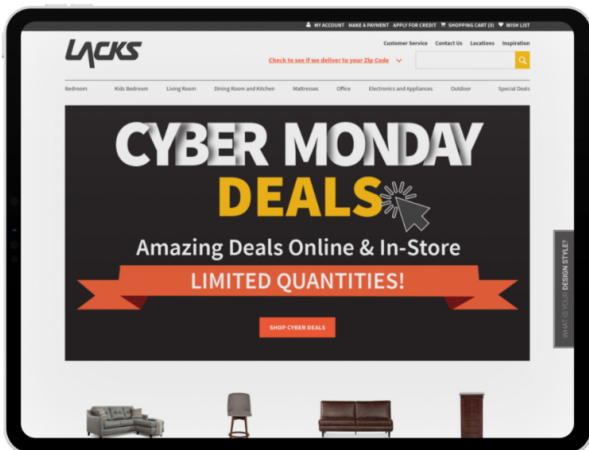 MY ACCOUNT MAKE A PAYMENT APPLY FOR CREDIT SHOPPING CART (0) WISH LIST
LACKS
Customer Service Contact Us Locations Inspiration
Check to see if we deliver to your Zip Code
Bedroom Kids Bedroom Living Room Dining Room and Kitchen Mattresses Office Electronics and Appliances Outdoor Special Deals
CYBER MONDAY
DEALS
Amazing Deals Online & In-Store
LIMITED QUANTITIES!
SHOP CYBER DEALS
WHAT IS YOUR DESIGN STYLE?